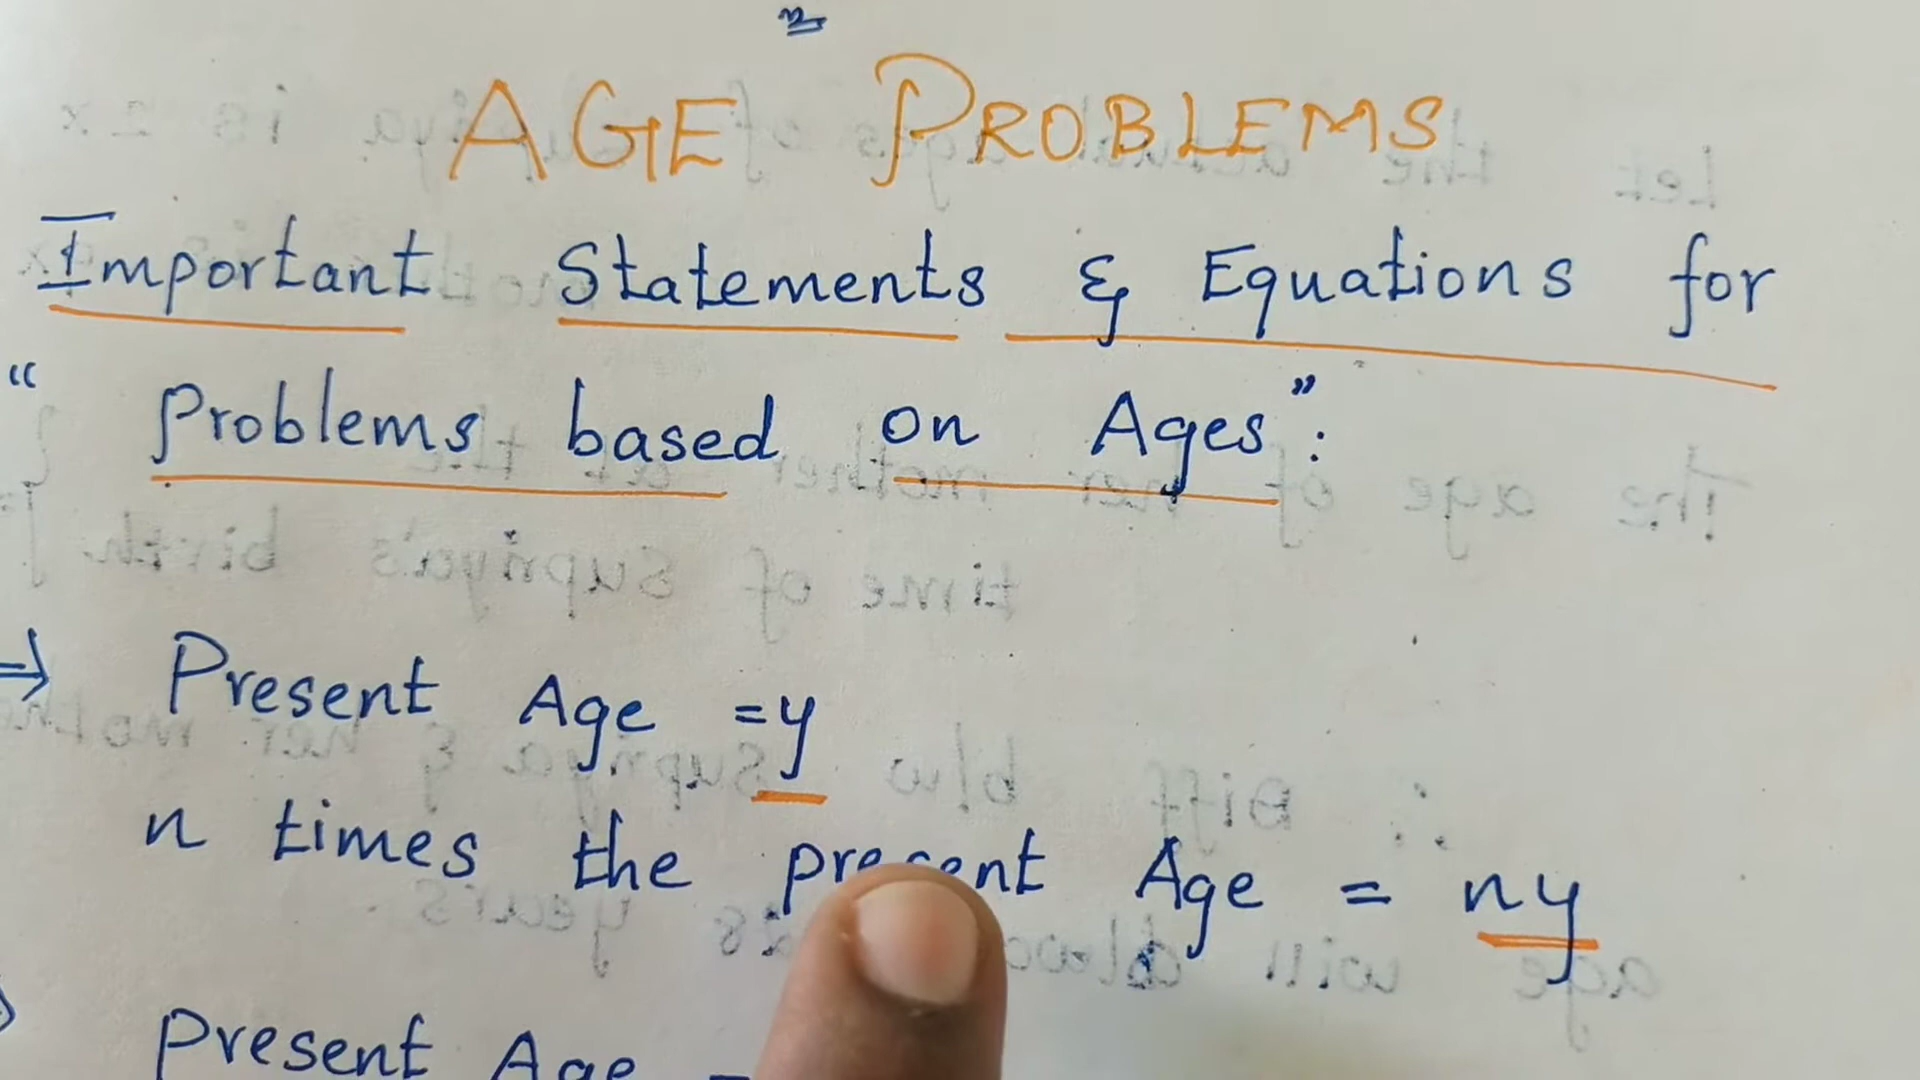 AGE PROBLEMS
Important Statements & Equations for
“ Problems based on Ages”:
⇒ Present Age = y
n times the present Age = ny
Present Age